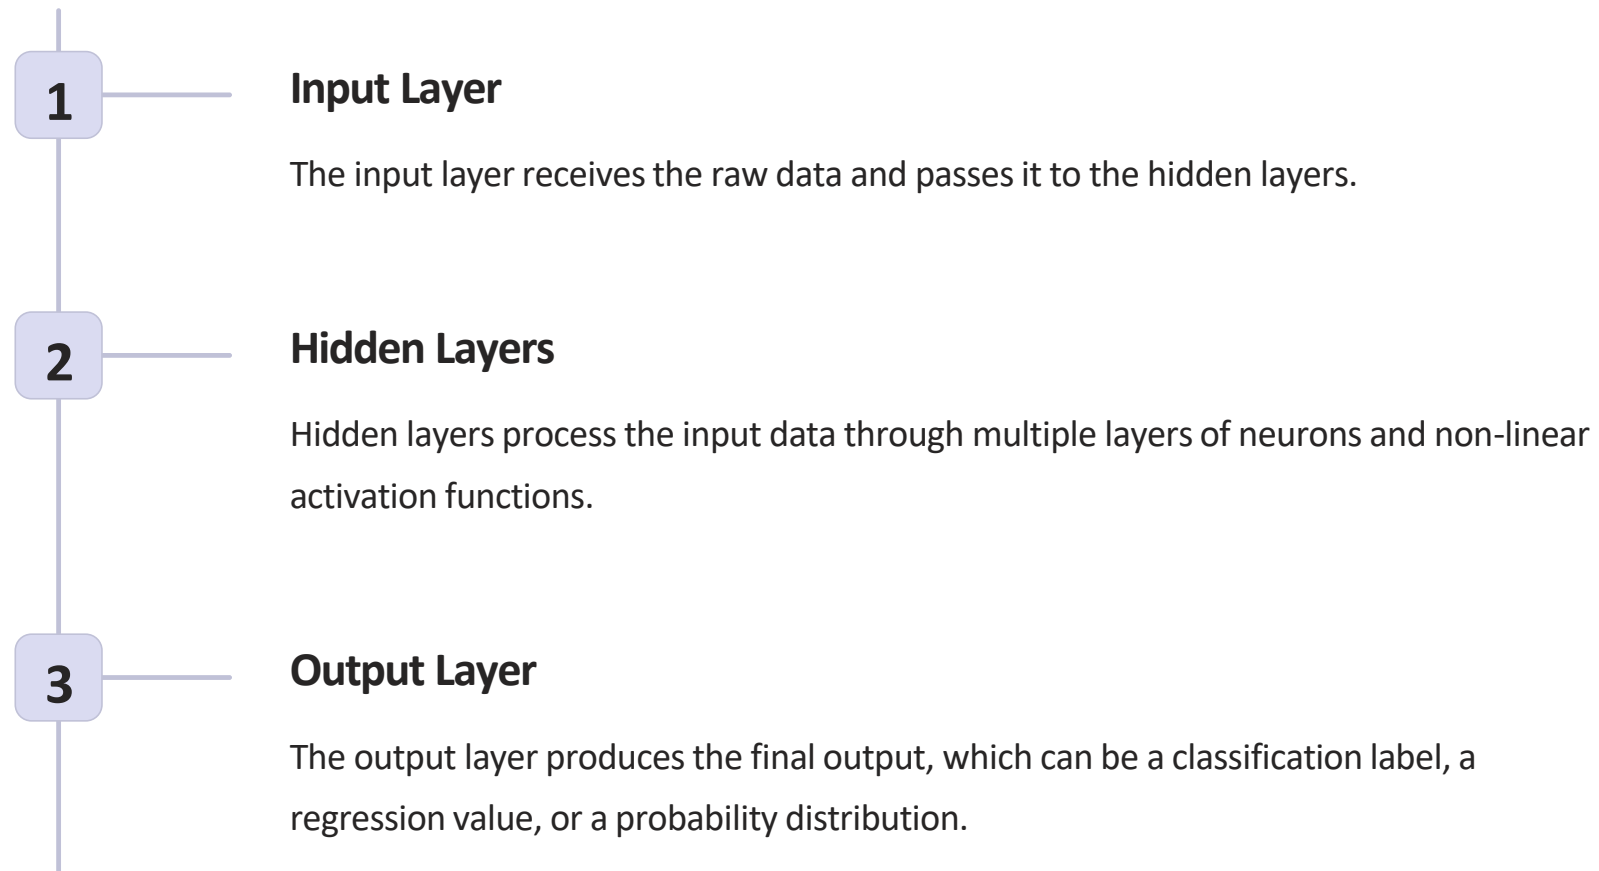 1
Input Layer
The input layer receives the raw data and passes it to the hidden layers.
2
Hidden Layers
Hidden layers process the input data through multiple layers of neurons and non-linear
activation functions.
3
Output Layer
The output layer produces the final output, which can be a classification label, a
regression value, or a probability distribution.